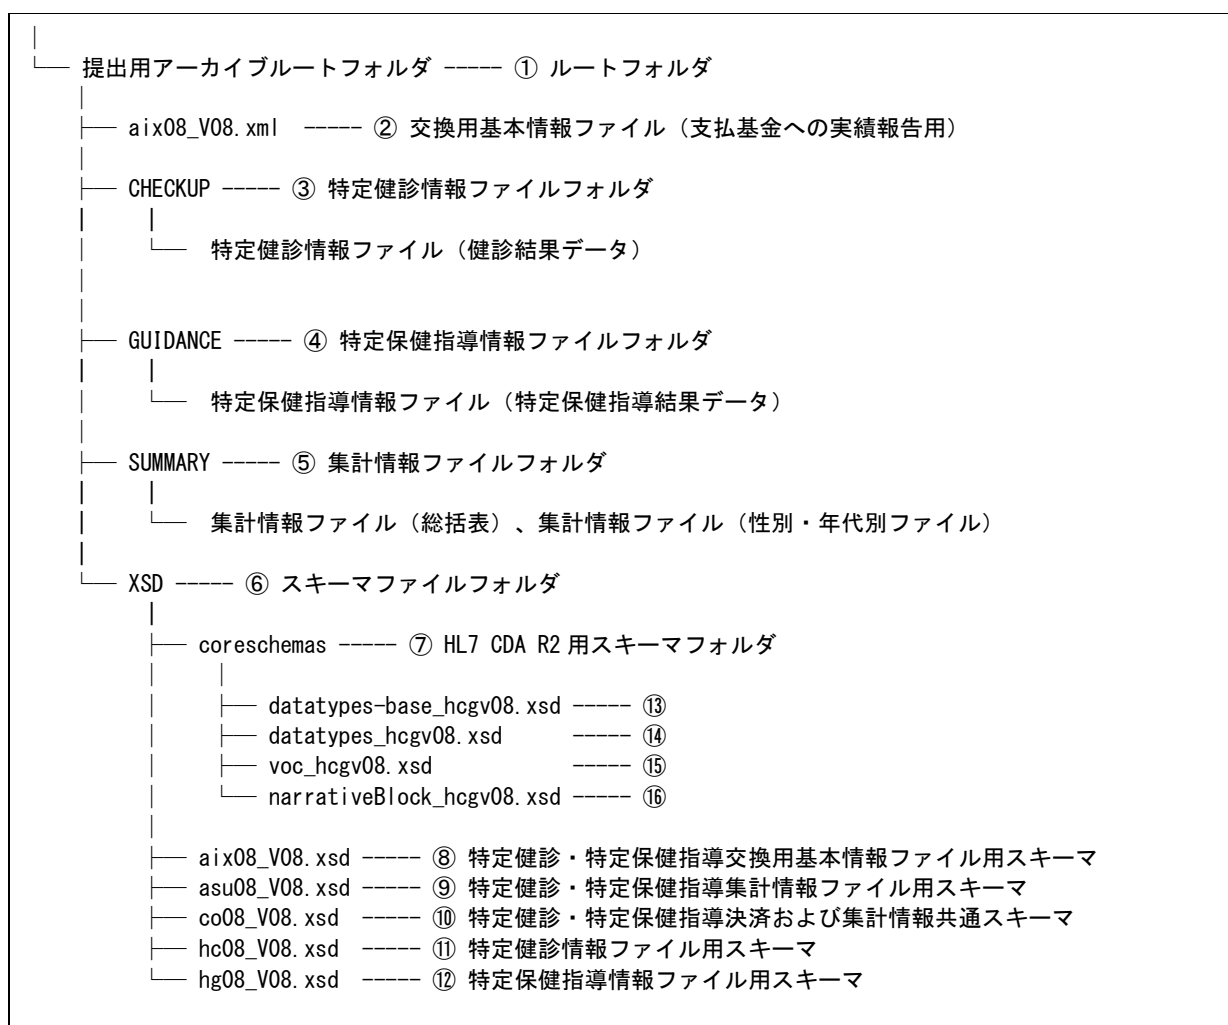 提出用アーカイブルートフォルダ ----- ① ルートフォルダ
aix08_V08.xml ----- ② 交換用基本情報ファイル（支払基金への実績報告用）
CHECKUP ----- ③ 特定健診情報ファイルフォルダ
特定健診情報ファイル（健診結果データ）
GUIDANCE ----- ④ 特定保健指導情報ファイルフォルダ
特定保健指導情報ファイル（特定保健指導結果データ）
SUMMARY ----- ⑤ 集計情報ファイルフォルダ
集計情報ファイル（総括表）、集計情報ファイル（性別・年代別ファイル）
XSD ----- ⑥ スキーマファイルフォルダ
coreschemas ----- ⑦ HL7 CDA R2 用スキーマフォルダ
datatypes-base_hcgv08.xsd ----- ⑬
datatypes_hcgv08.xsd ----- ⑭
voc_hcgv08.xsd ----- ⑮
narrativeBlock_hcgv08.xsd ----- ⑯
aix08_V08.xsd ----- ⑧ 特定健診・特定保健指導交換用基本情報ファイル用スキーマ
asu08_V08.xsd ----- ⑨ 特定健診・特定保健指導集計情報ファイル用スキーマ
co08_V08.xsd ----- ⑩ 特定健診・特定保健指導決済および集計情報共通スキーマ
hc08_V08.xsd ----- ⑪ 特定健診情報ファイル用スキーマ
hg08_V08.xsd ----- ⑫ 特定保健指導情報ファイル用スキーマ